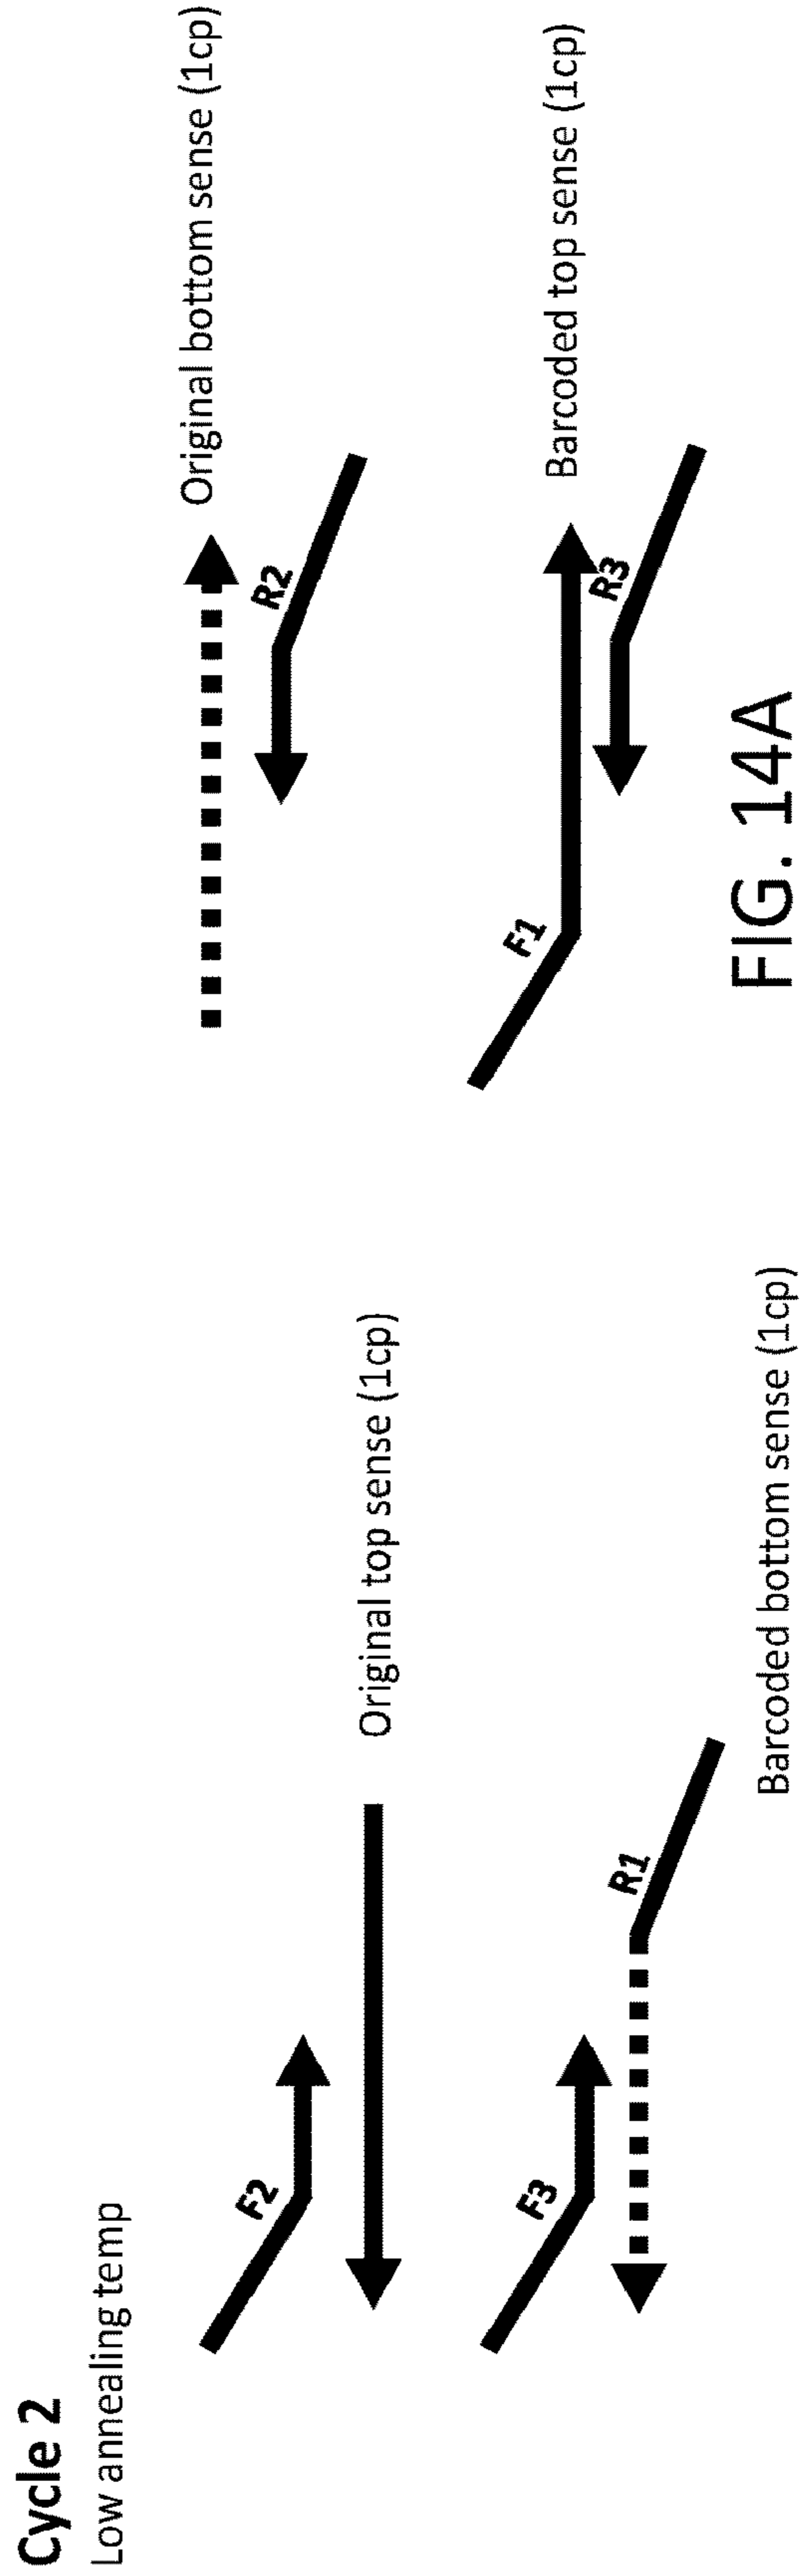 Cycle 2
Low annealing temp
F2
Original top sense (1cp)
F3
R1
Barcoded bottom sense (1cp)
Original bottom sense (1cp)
R2
F1
Barcoded top sense (1cp)
R3
FIG. 14A